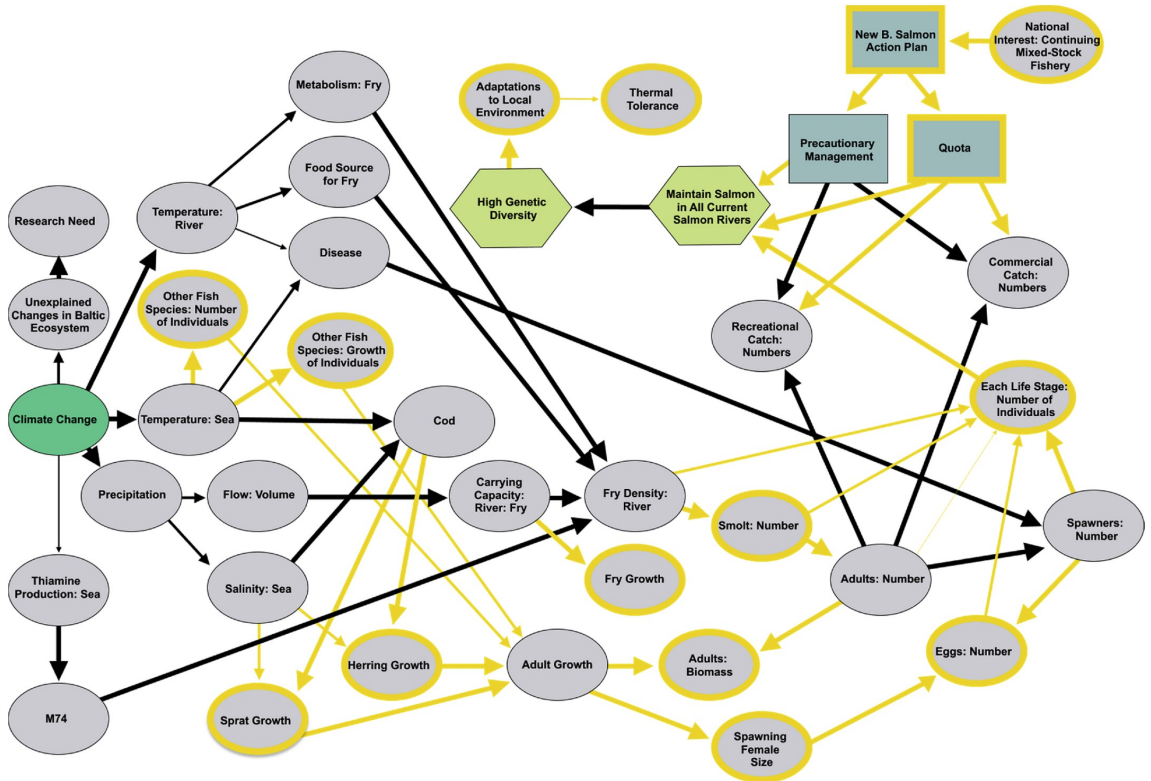 New B. Salmon
Action Plan
National
Interest: Continuing
Mixed-Stock
Fishery
Metabolism: Fry
Adaptations
to Local
Environment
Thermal
Tolerance
Precautionary
Management
Quota
Food Source
for Fry
Research Need
Temperature:
River
High Genetic
Diversity
Maintain Salmon
in All Current
Salmon Rivers
Disease
Commercial
Catch:
Numbers
Unexplained
Changes in Baltic
Ecosystem
Other Fish
Species: Number
of Individuals
Other Fish
Species: Growth
of Individuals
Recreational
Catch:
Numbers
Each Life Stage:
Number of
Individuals
Climate Change
Temperature: Sea
Cod
Precipitation
Flow: Volume
Carrying
Capacity:
River: Fry
Fry Density:
River
Smolt: Number
Spawners:
Number
Thiamine
Production: Sea
Salinity: Sea
Fry Growth
Adults: Number
Herring Growth
Adult Growth
Adults:
Biomass
Eggs: Number
M74
Sprat Growth
Spawning
Female
Size